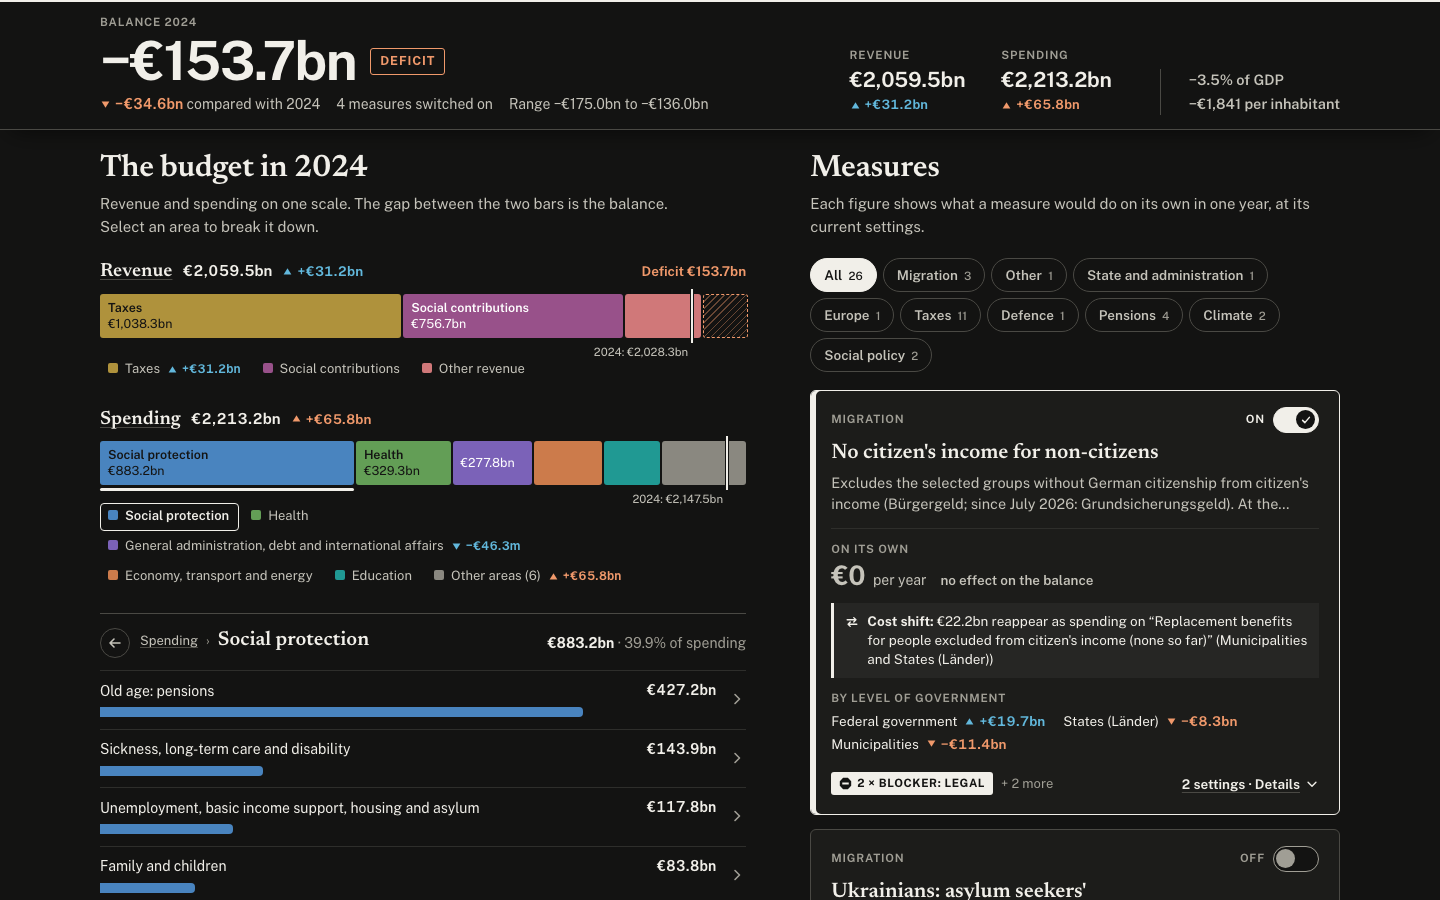 BALANCE 2024
−€153.7bn DEFICIT
▼ −€34.6bn compared with 2024 4 measures switched on Range −€175.0bn to −€136.0bn
REVENUE
€2,059.5bn
▲ +€31.2bn
SPENDING
€2,213.2bn
▲ +€65.8bn
−3.5% of GDP
−€1,841 per inhabitant
The budget in 2024
Revenue and spending on one scale. The gap between the two bars is the balance.
Select an area to break it down.
Revenue €2,059.5bn ▲ +€31.2bn Deficit €153.7bn
Taxes
€1,038.3bn
Social contributions
€756.7bn
2024: €2,028.3bn
Taxes ▲ +€31.2bn Social contributions Other revenue
Spending €2,213.2bn ▲ +€65.8bn
Social protection
€883.2bn
Health
€329.3bn
€277.8bn
2024: €2,147.5bn
Social protection Health
General administration, debt and international affairs ▼ −€46.3m
Economy, transport and energy Education Other areas (6) ▲ +€65.8bn
Spending › Social protection €883.2bn · 39.9% of spending
Old age: pensions €427.2bn
Sickness, long-term care and disability €143.9bn
Unemployment, basic income support, housing and asylum €117.8bn
Family and children €83.8bn
Measures
Each figure shows what a measure would do on its own in one year, at its
current settings.
All 26 Migration 3 Other 1 State and administration 1
Europe 1 Taxes 11 Defence 1 Pensions 4 Climate 2
Social policy 2
MIGRATION ON
No citizen's income for non-citizens
Excludes the selected groups without German citizenship from citizen's
income (Bürgergeld; since July 2026: Grundsicherungsgeld). At the...
ON ITS OWN
€0 per year no effect on the balance
Cost shift: €22.2bn reappear as spending on “Replacement benefits
for people excluded from citizen's income (none so far)” (Municipalities
and States (Länder))
BY LEVEL OF GOVERNMENT
Federal government ▲ +€19.7bn States (Länder) ▼ −€8.3bn
Municipalities ▼ −€11.4bn
2 × BLOCKER: LEGAL + 2 more 2 settings · Details
MIGRATION OFF
Ukrainians: asylum seekers'